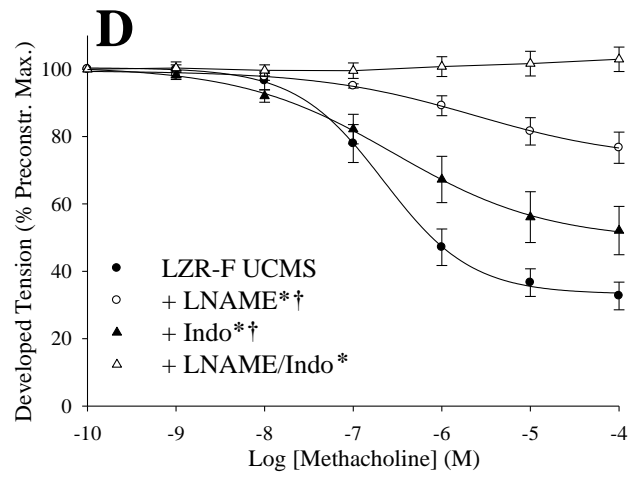 D
Developed Tension (% Preconstr. Max.)
100
80
60
40
20
0
LZR-F UCMS
+ LNAME*†
+ Indo*†
+ LNAME/Indo*
-10 -9 -8 -7 -6 -5 -4
Log [Methacholine] (M)